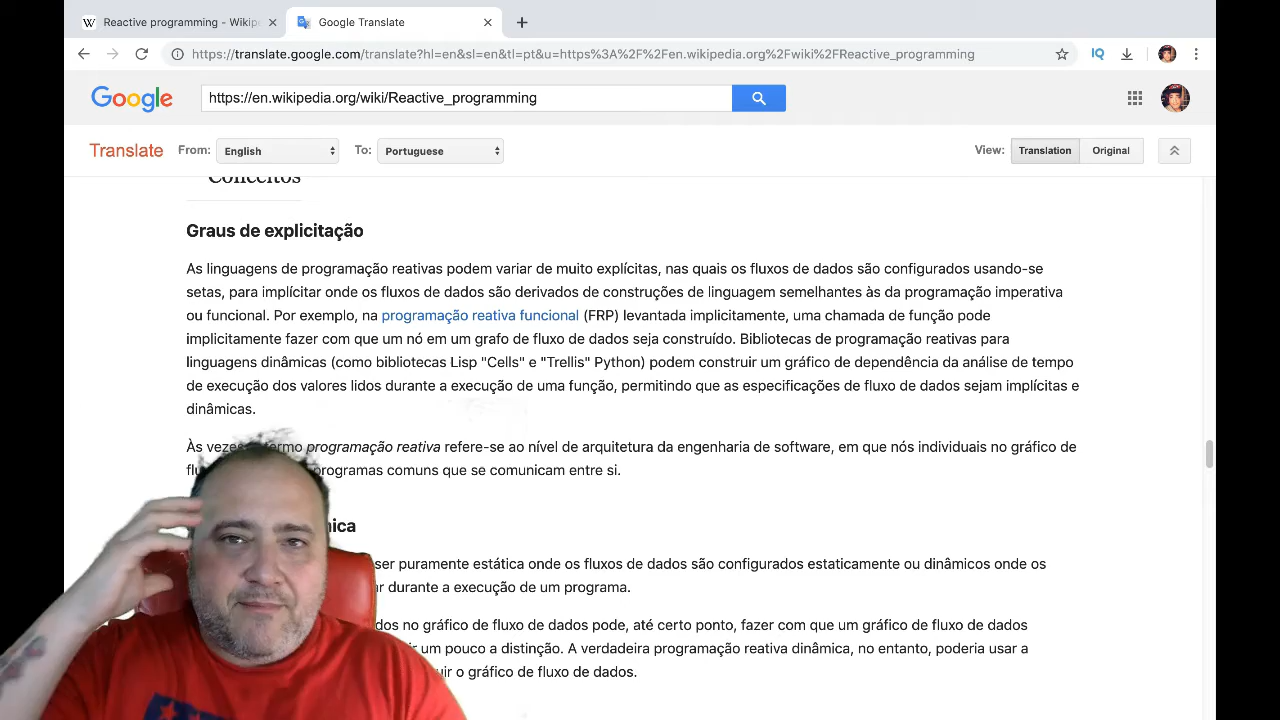 Reactive programming - Wikipe
Google Translate
https://translate.google.com/translate?hl=en&sl=en&tl=pt&u=https%3A%2F%2Fen.wikipedia.org%2Fwiki%2FReactive_programming
IQ
Google
https://en.wikipedia.org/wiki/Reactive_programming
Translate From: English To: Portuguese View: Translation Original
Conceitos
Graus de explicitação
As linguagens de programação reativas podem variar de muito explícitas, nas quais os fluxos de dados são configurados usando-se
setas, para implícitar onde os fluxos de dados são derivados de construções de linguagem semelhantes às da programação imperativa
ou funcional. Por exemplo, na programação reativa funcional (FRP) levantada implicitamente, uma chamada de função pode
implicitamente fazer com que um nó em um grafo de fluxo de dados seja construído. Bibliotecas de programação reativas para
linguagens dinâmicas (como bibliotecas Lisp "Cells" e "Trellis" Python) podem construir um gráfico de dependência da análise de tempo
de execução dos valores lidos durante a execução de uma função, permitindo que as especificações de fluxo de dados sejam implícitas e
dinâmicas.
Às vezes termo programação reativa refere-se ao nível de arquitetura da engenharia de software, em que nós individuais no gráfico de
programas comuns que se comunicam entre si.
mica
ser puramente estática onde os fluxos de dados são configurados estaticamente ou dinâmicos onde os
durante a execução de um programa.
no gráfico de fluxo de dados pode, até certo ponto, fazer com que um gráfico de fluxo de dados
um pouco a distinção. A verdadeira programação reativa dinâmica, no entanto, poderia usar a
o gráfico de fluxo de dados.